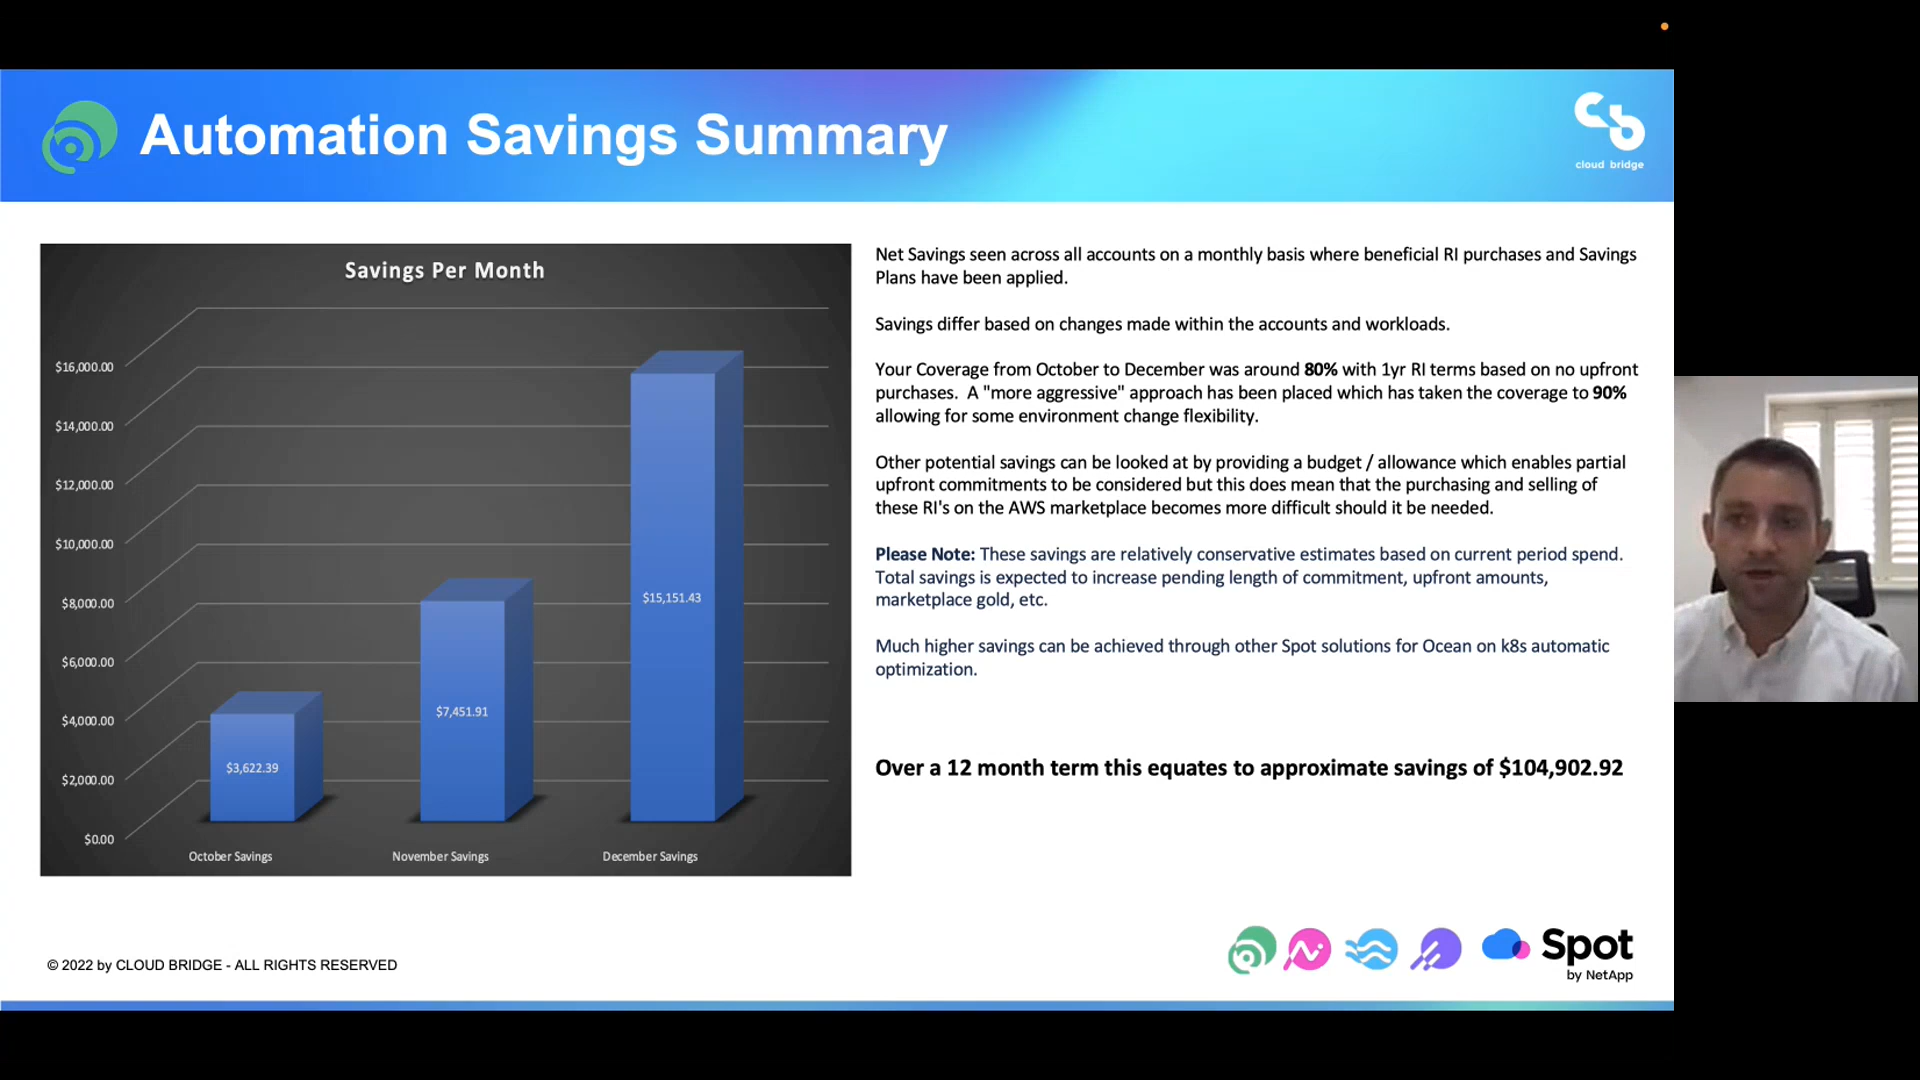 Automation Savings Summary
cloud bridge
Savings Per Month
$16,000.00
$14,000.00
$12,000.00
$10,000.00
$8,000.00
$6,000.00
$4,000.00
$2,000.00
$0.00
$3,622.39
$7,451.91
$15,151.43
October Savings
November Savings
December Savings
Net Savings seen across all accounts on a monthly basis where beneficial RI purchases and Savings
Plans have been applied.
Savings differ based on changes made within the accounts and workloads.
Your Coverage from October to December was around 80% with 1yr RI terms based on no upfront
purchases. A "more aggressive" approach has been placed which has taken the coverage to 90%
allowing for some environment change flexibility.
Other potential savings can be looked at by providing a budget / allowance which enables partial
upfront commitments to be considered but this does mean that the purchasing and selling of
these RI's on the AWS marketplace becomes more difficult should it be needed.
Please Note: These savings are relatively conservative estimates based on current period spend.
Total savings is expected to increase pending length of commitment, upfront amounts,
marketplace gold, etc.
Much higher savings can be achieved through other Spot solutions for Ocean on k8s automatic
optimization.
Over a 12 month term this equates to approximate savings of $104,902.92
© 2022 by CLOUD BRIDGE - ALL RIGHTS RESERVED
Spot
by NetApp